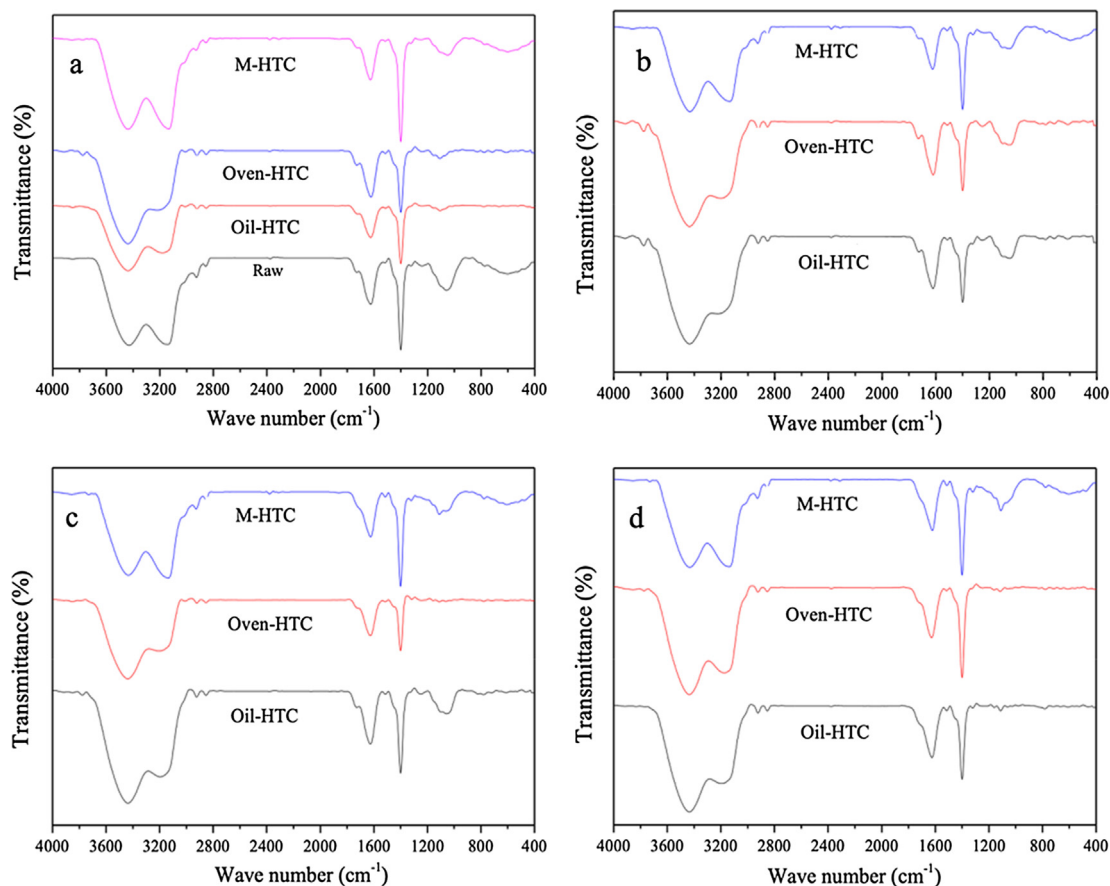 a
M-HTC
Oven-HTC
Oil-HTC
Raw
Transmittance (%)
4000 3600 3200 2800 2400 2000 1600 1200 800 400
Wave number (cm⁻¹)
b
M-HTC
Oven-HTC
Oil-HTC
Transmittance (%)
4000 3600 3200 2800 2400 2000 1600 1200 800 400
Wave number (cm⁻¹)
c
M-HTC
Oven-HTC
Oil-HTC
Transmittance (%)
4000 3600 3200 2800 2400 2000 1600 1200 800 400
Wave number (cm⁻¹)
d
M-HTC
Oven-HTC
Oil-HTC
Transmittance (%)
4000 3600 3200 2800 2400 2000 1600 1200 800 400
Wave number (cm⁻¹)